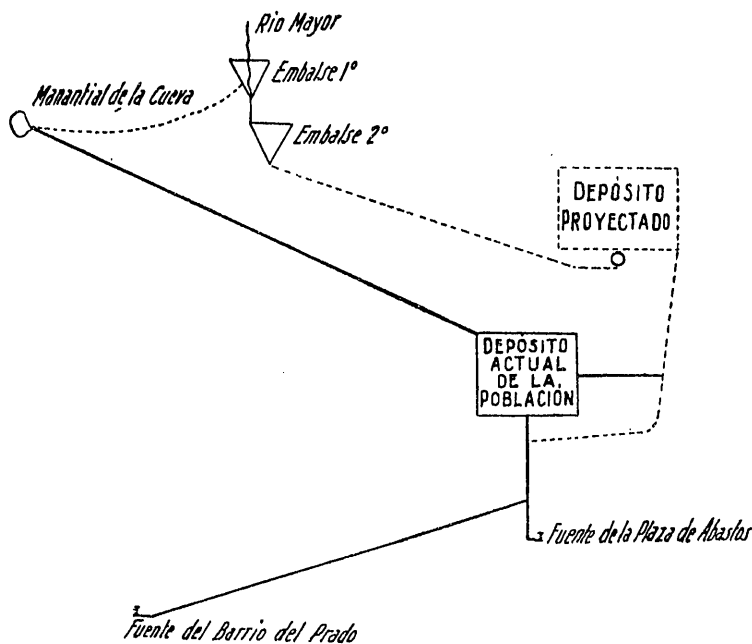 Rio Mayor
Embalse 1º
Manantial de la Cueva
Embalse 2º
DEPÓSITO
PROYECTADO
DEPÓSITO
ACTUAL
DE LA
POBLACIÓN
Fuente de la Plaza de Abastos
Fuente del Barrio del Prado